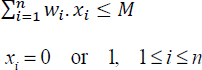 ∑ⁿᵢ₌₁ wᵢ.xᵢ ≤ M
xᵢ = 0 or 1, 1 ≤ i ≤ n